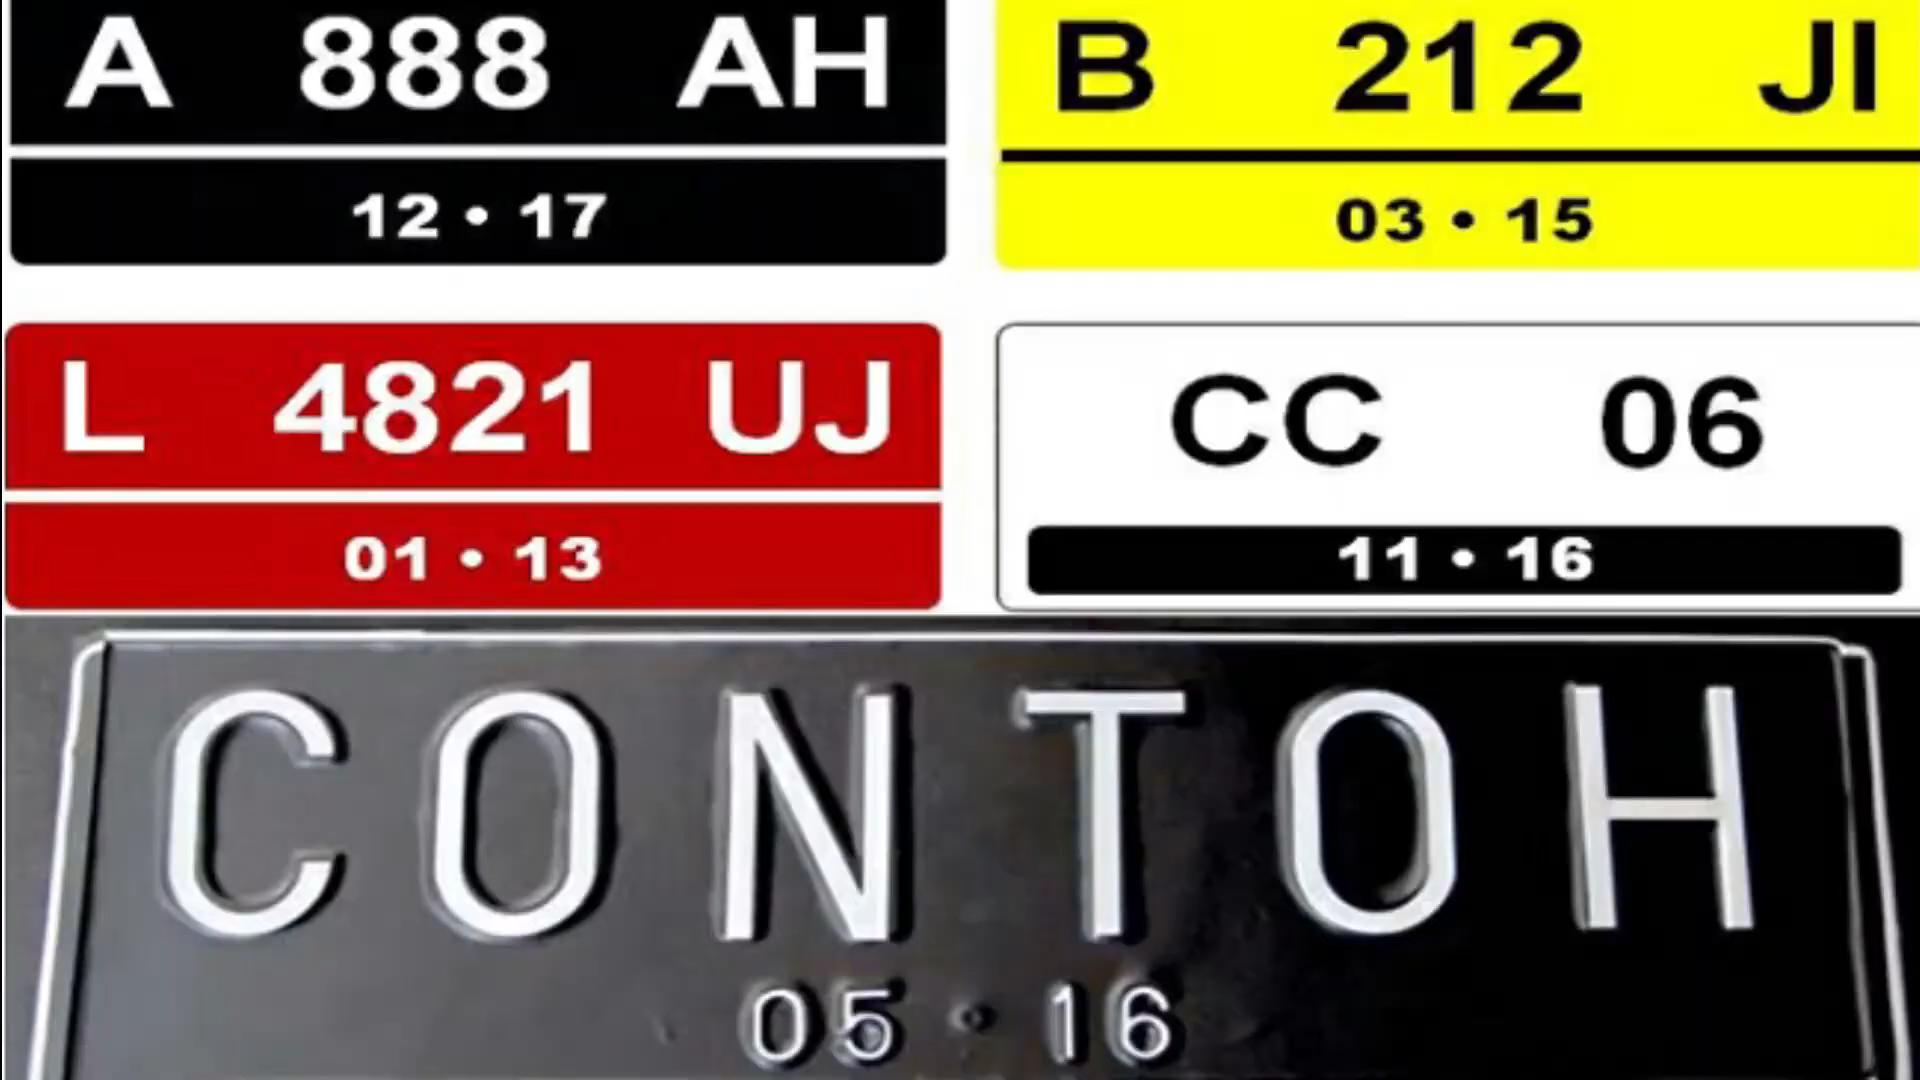 A 888 AH
12 • 17
B 212 JI
03 • 15
L 4821 UJ
01 • 13
CC 06
11 • 16
CONTOH
05 • 16